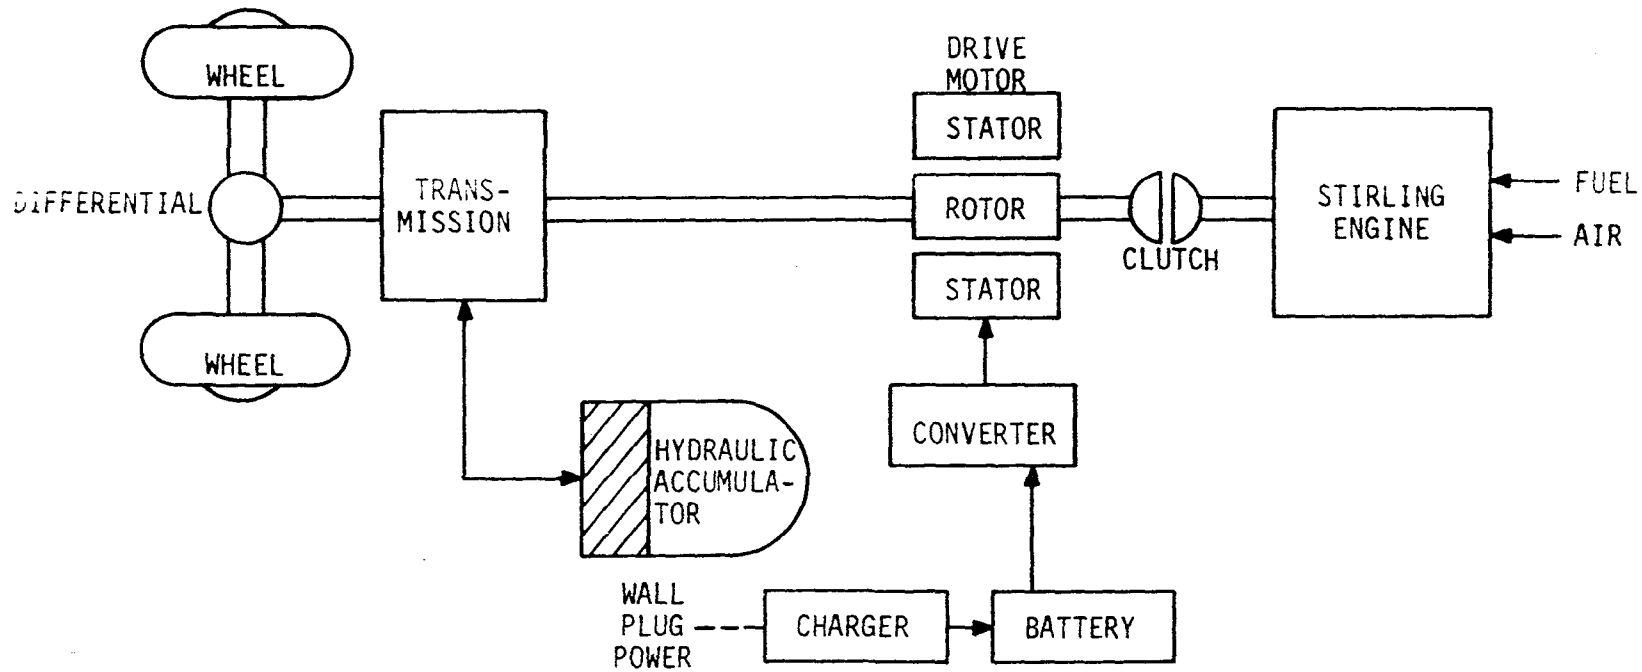 WHEEL
DIFFERENTIAL
TRANS-
MISSION
WHEEL
HYDRAULIC
ACCUMULA-
TOR
DRIVE
MOTOR
STATOR
ROTOR
STATOR
CLUTCH
STIRLING
ENGINE
FUEL
AIR
CONVERTER
WALL
PLUG
POWER
CHARGER
BATTERY